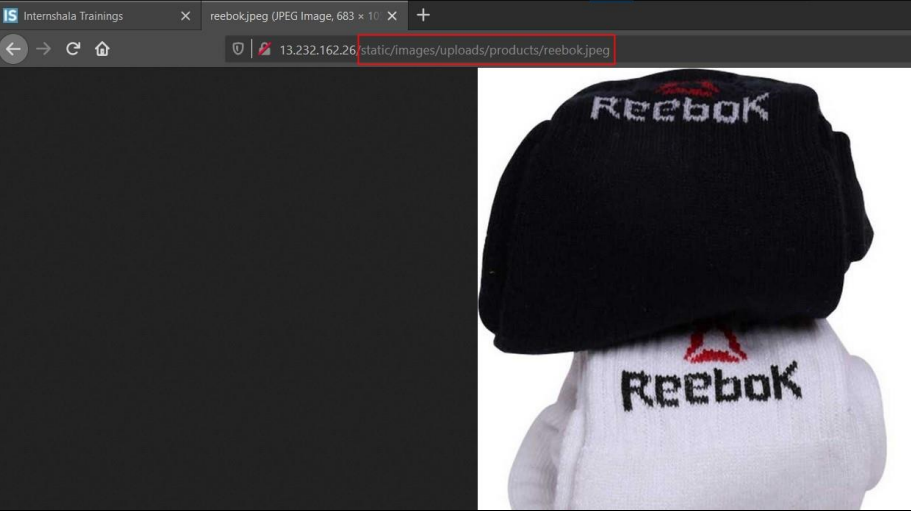 Internshala Trainings
reebok.jpeg (JPEG Image, 683 × 10
13.232.162.26/static/images/uploads/products/reebok.jpeg
Reebok
Reebok